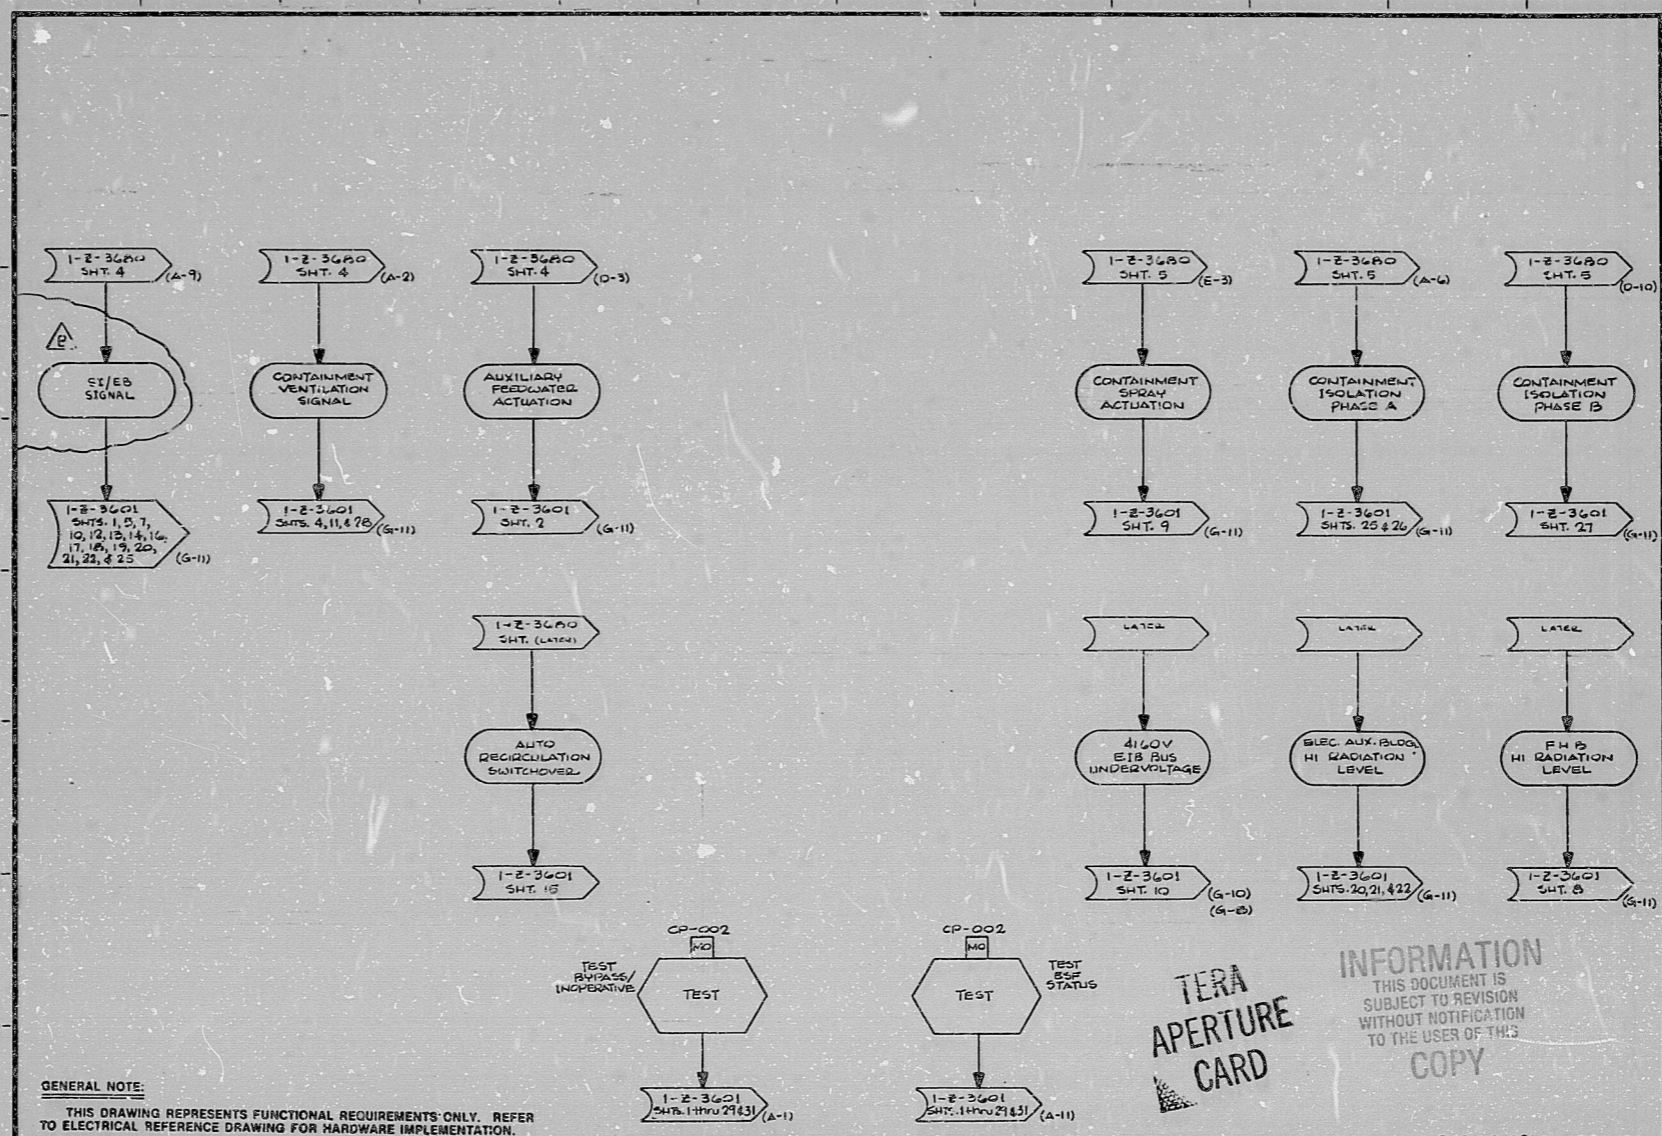 1-Z-3680
SHT. 4
(A-9)
1-Z-3680
SHT. 4
(A-2)
1-Z-3680
SHT. 4
(D-3)
1-Z-3680
SHT. 5
(E-3)
1-Z-3680
SHT. 5
(A-6)
1-Z-3680
SHT. 5
(D-10)
SI/EB
SIGNAL
CONTAINMENT
VENTILATION
SIGNAL
AUXILIARY
FEEDWATER
ACTUATION
CONTAINMENT
SPRAY
ACTUATION
CONTAINMENT
ISOLATION
PHASE A
CONTAINMENT
ISOLATION
PHASE B
1-Z-3601
SHTS. 1, 5, 7,
10, 12, 13, 14, 16,
17, 18, 19, 20,
21, 22, & 25
(G-11)
1-Z-3601
SHTS. 4, 11, & 28
(G-11)
1-Z-3601
SHT. 2
(G-11)
1-Z-3601
SHT. 9
(G-11)
1-Z-3601
SHTS. 25 & 26
(G-11)
1-Z-3601
SHT. 27
(G-11)
1-Z-3680
SHT. (LATER)
LATER
LATER
LATER
AUTO
RECIRCULATION
SWITCHOVER
4160V
E1B BUS
UNDERVOLTAGE
ELEC. AUX. BLDG.
HI RADIATION
LEVEL
FHB
HI RADIATION
LEVEL
1-Z-3601
SHT. 15
1-Z-3601
SHT. 10
(G-10)
(G-8)
1-Z-3601
SHTS. 20, 21, & 22
(G-11)
1-Z-3601
SHT. 8
(G-11)
CP-002
MO
TEST
BYPASS/
INOPERATIVE
TEST
1-Z-3601
SHTS. 1 thru 29 & 31
(A-1)
CP-002
MO
TEST
TEST
ESF
STATUS
1-Z-3601
SHTS. 1 thru 29 & 31
(A-11)
TERA
APERTURE
CARD
INFORMATION
THIS DOCUMENT IS
SUBJECT TO REVISION
WITHOUT NOTIFICATION
TO THE USER OF THIS
COPY
GENERAL NOTE:
THIS DRAWING REPRESENTS FUNCTIONAL REQUIREMENTS ONLY. REFER
TO ELECTRICAL REFERENCE DRAWING FOR HARDWARE IMPLEMENTATION.